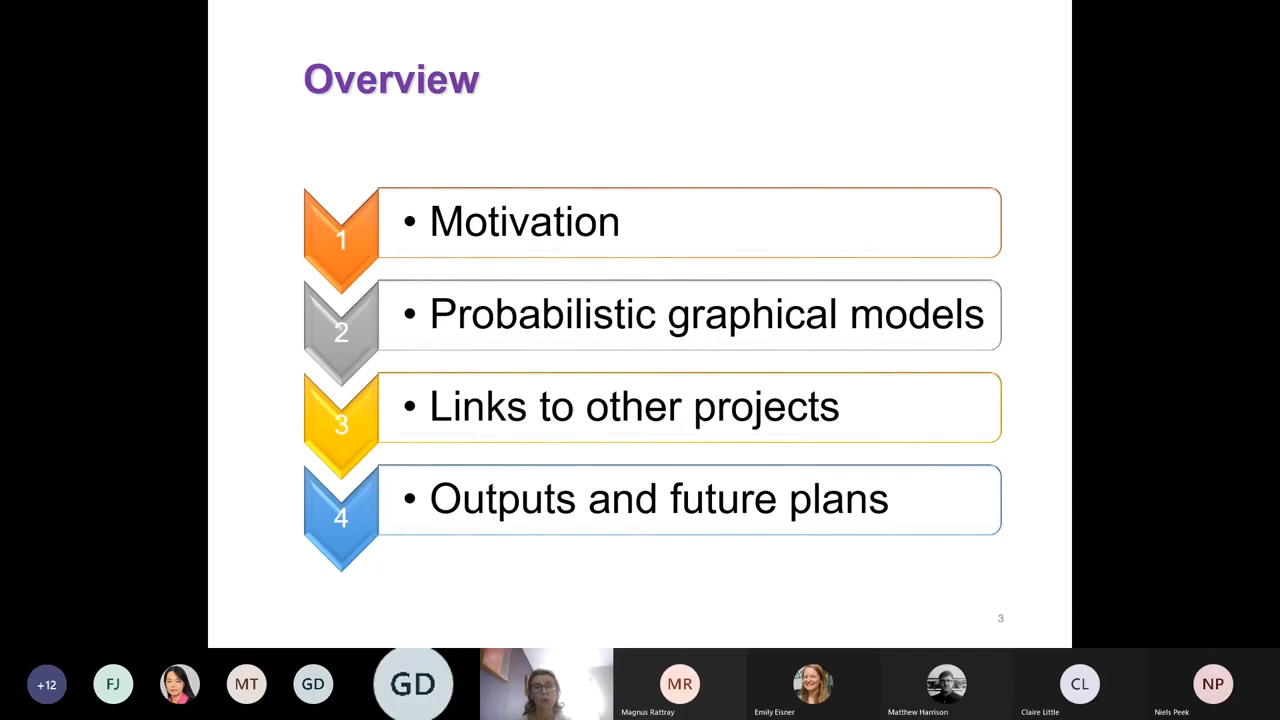 Overview
1
• Motivation
2
• Probabilistic graphical models
3
• Links to other projects
4
• Outputs and future plans
3
+12
FJ
MT
GD
GD
MR
Magnus Rattray
Emily Eisner
Matthew Harrison
CL
Claire Little
NP
Niels Peek